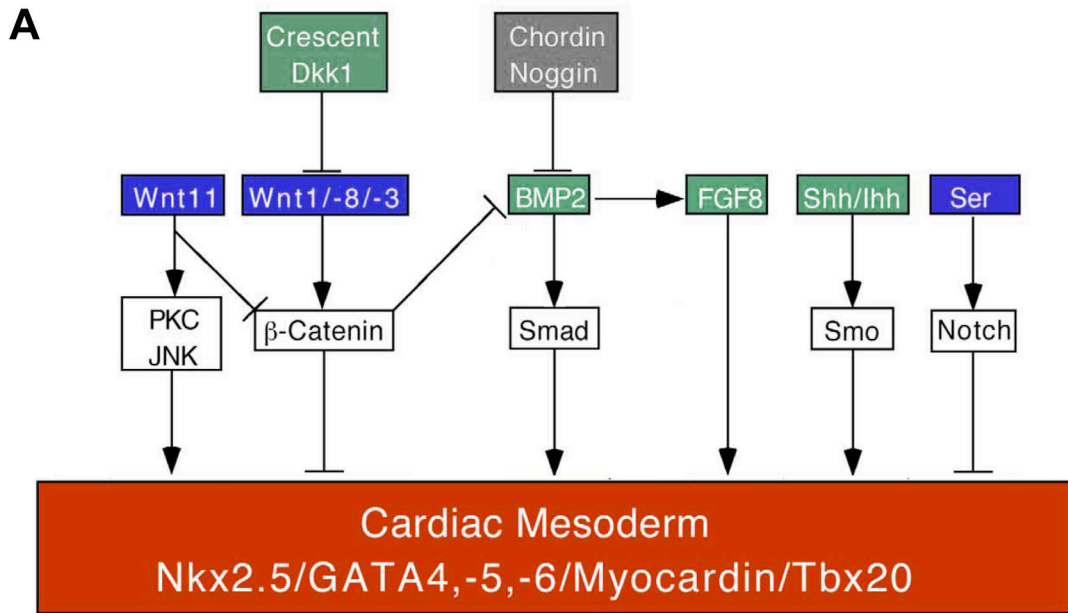 A
Crescent
Dkk1
Chordin
Noggin
Wnt11
Wnt1/-8/-3
BMP2
FGF8
Shh/Ihh
Ser
PKC
JNK
β-Catenin
Smad
Smo
Notch
Cardiac Mesoderm
Nkx2.5/GATA4,-5,-6/Myocardin/Tbx20